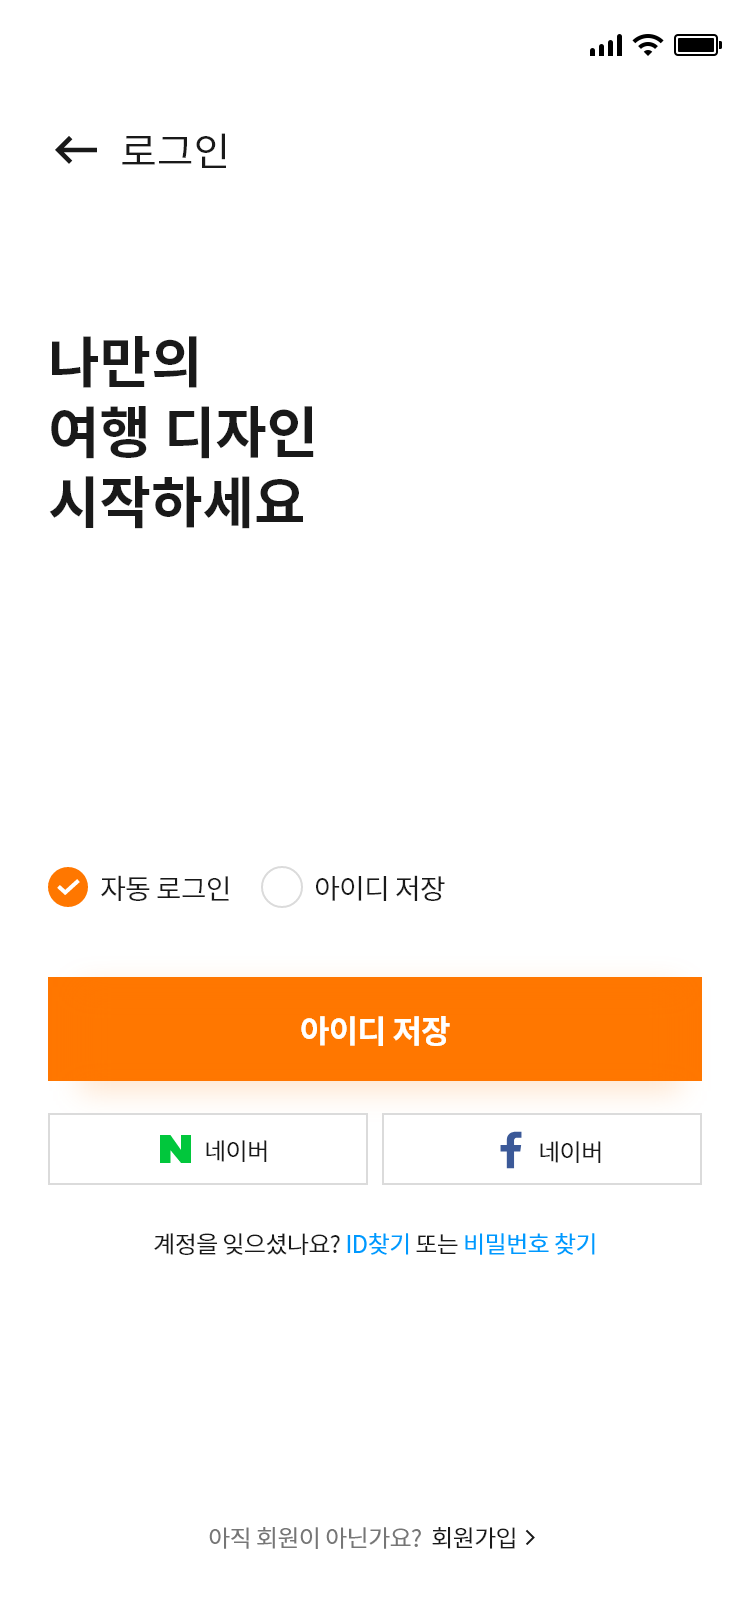 로그인
나만의
여행 디자인
시작하세요
자동 로그인 아이디 저장
아이디 저장
네이버 네이버
계정을 잊으셨나요? ID찾기 또는 비밀번호 찾기
아직 회원이 아닌가요? 회원가입 >